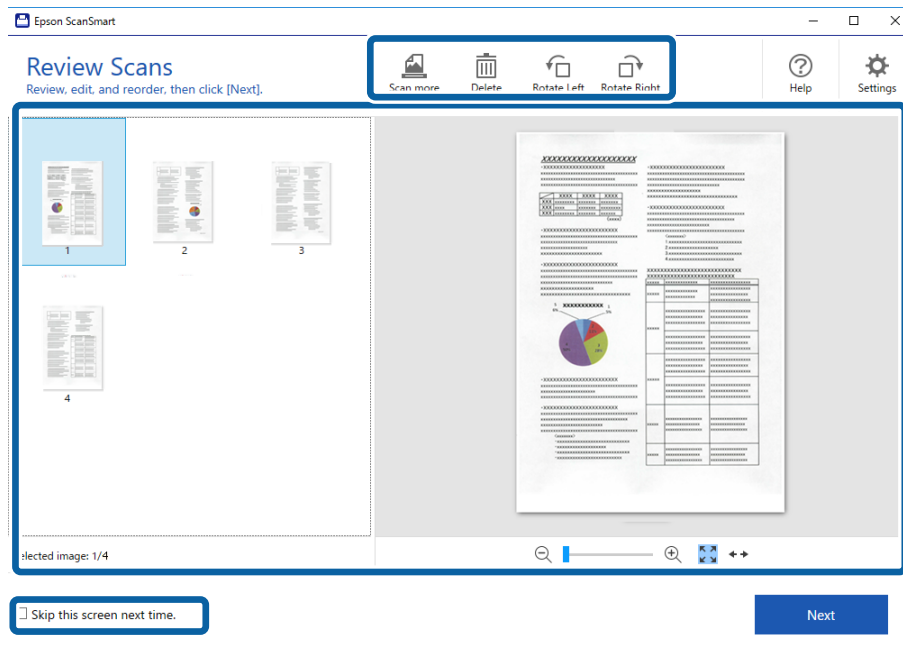 Epson ScanSmart
Review Scans
Review, edit, and reorder, then click [Next].
Scan more
Delete
Rotate Left
Rotate Right
Help
Settings
1
2
3
4
elected image: 1/4
Skip this screen next time.
Next